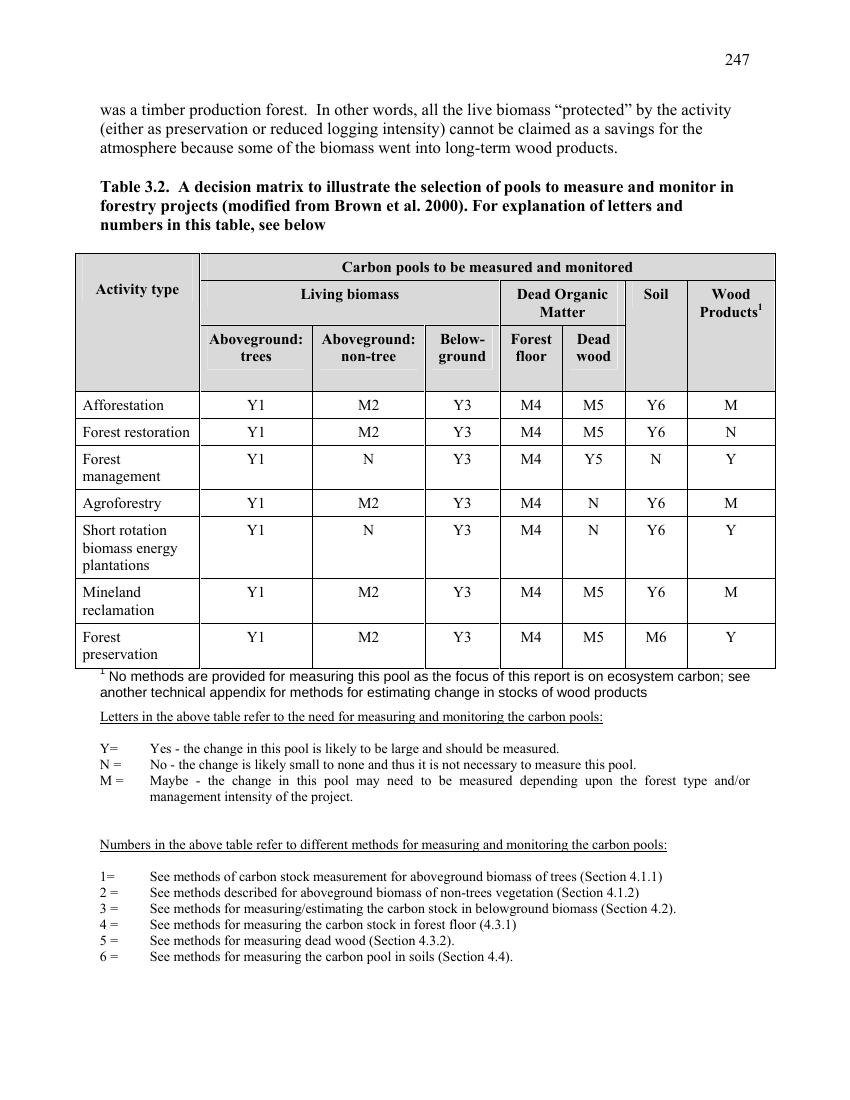 247
was a timber production forest.  In other words, all the live biomass “protected” by the activity
(either as preservation or reduced logging intensity) cannot be claimed as a savings for the
atmosphere because some of the biomass went into long-term wood products.
Table 3.2.  A decision matrix to illustrate the selection of pools to measure and monitor in
forestry projects (modified from Brown et al. 2000). For explanation of letters and
numbers in this table, see below
Activity type
Carbon pools to be measured and monitored
Living biomass
Dead Organic
Matter
Soil
Wood
Products1
Aboveground:
trees
Aboveground:
non-tree
Below-
ground
Forest
floor
Dead
wood
Afforestation Y1 M2 Y3 M4 M5 Y6 M
Forest restoration Y1 M2 Y3 M4 M5 Y6 N
Forest
management Y1 N Y3 M4 Y5 N Y
Agroforestry Y1 M2 Y3 M4 N Y6 M
Short rotation
biomass energy
plantations Y1 N Y3 M4 N Y6 Y
Mineland
reclamation Y1 M2 Y3 M4 M5 Y6 M
Forest
preservation Y1 M2 Y3 M4 M5 M6 Y
1 No methods are provided for measuring this pool as the focus of this report is on ecosystem carbon; see
another technical appendix for methods for estimating change in stocks of wood products
Letters in the above table refer to the need for measuring and monitoring the carbon pools:
Y= Yes - the change in this pool is likely to be large and should be measured.
N = No - the change is likely small to none and thus it is not necessary to measure this pool.
M = Maybe - the change in this pool may need to be measured depending upon the forest type and/or
management intensity of the project.
Numbers in the above table refer to different methods for measuring and monitoring the carbon pools:
1= See methods of carbon stock measurement for aboveground biomass of trees (Section 4.1.1)
2 = See methods described for aboveground biomass of non-trees vegetation (Section 4.1.2)
3 = See methods for measuring/estimating the carbon stock in belowground biomass (Section 4.2).
4 = See methods for measuring the carbon stock in forest floor (4.3.1)
5 = See methods for measuring dead wood (Section 4.3.2).
6 = See methods for measuring the carbon pool in soils (Section 4.4).